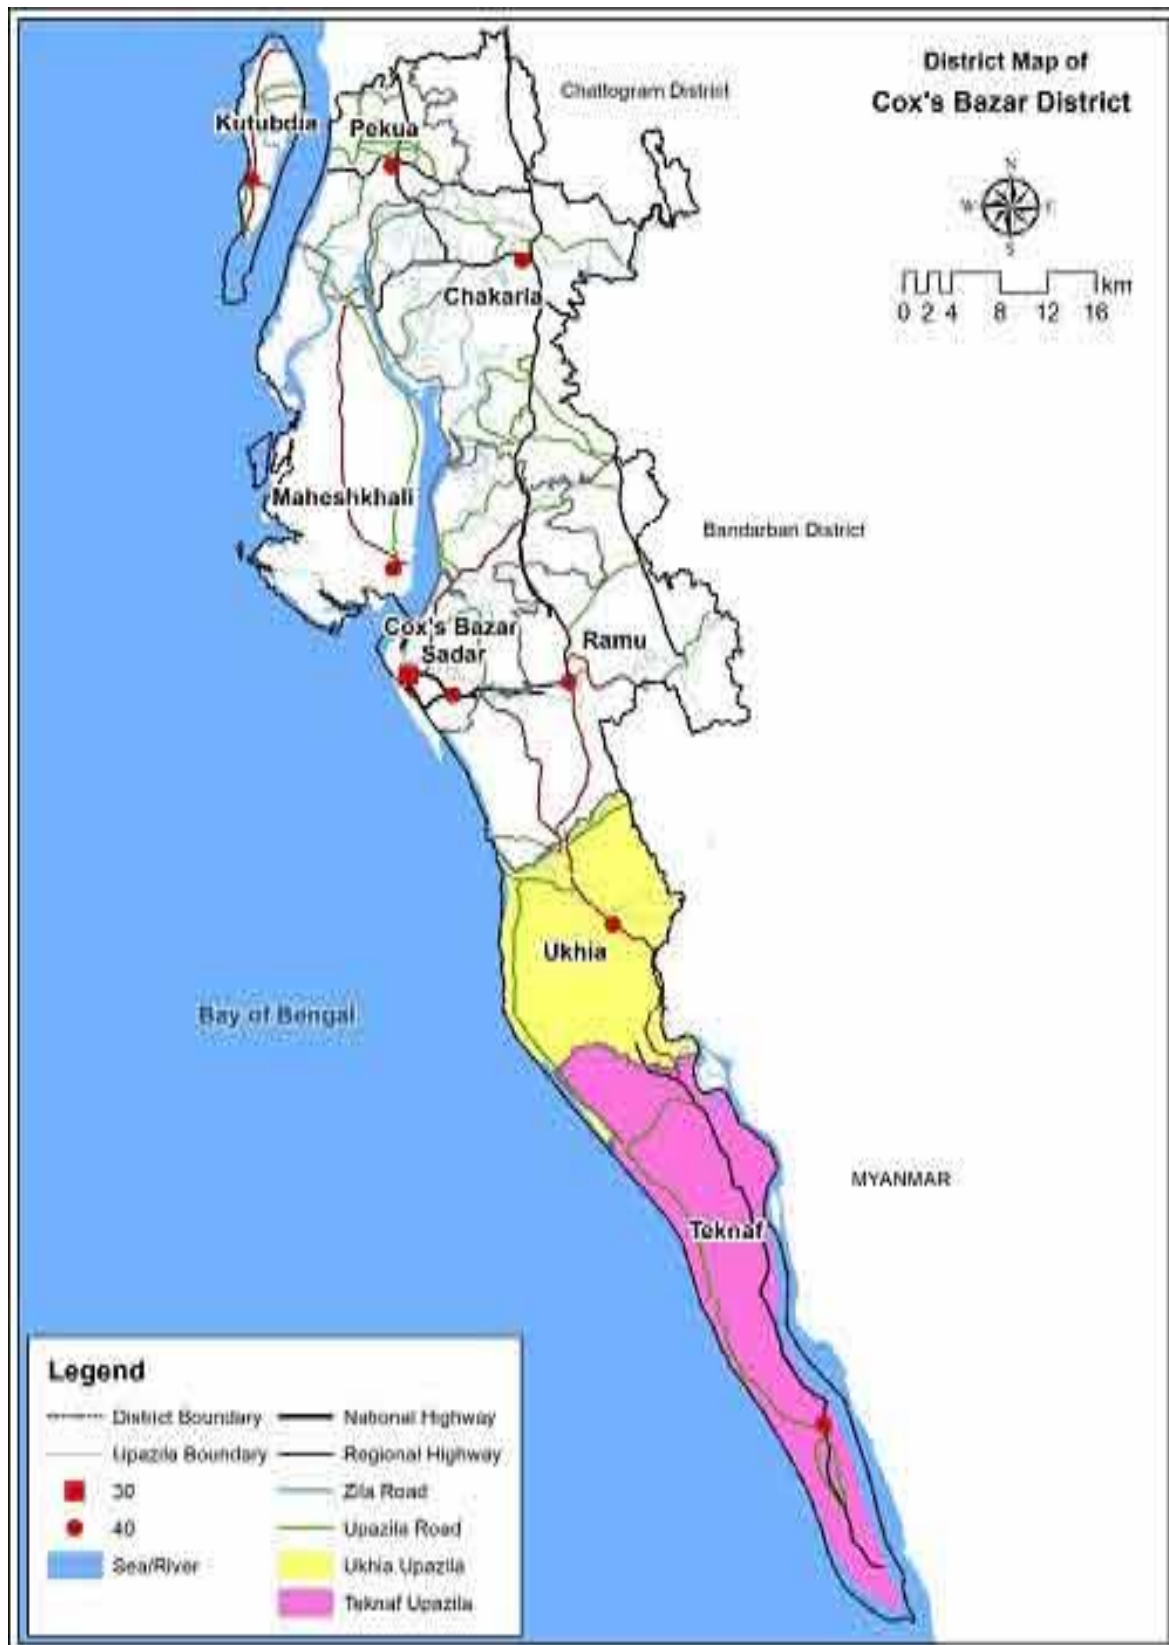 District Map of
Cox's Bazar District
Chattogram District
Kutubdia
Pekua
N
W
E
S
km
0 2 4 8 12 16
Chakaria
Maheshkhali
Bandarban District
Cox's Bazar
Sadar
Ramu
Ukhia
Bay of Bengal
MYANMAR
Teknaf
Legend
District Boundary
National Highway
Upazila Boundary
Regional Highway
30
Zila Road
40
Upazila Road
Sea/River
Ukhia Upazila
Teknaf Upazila